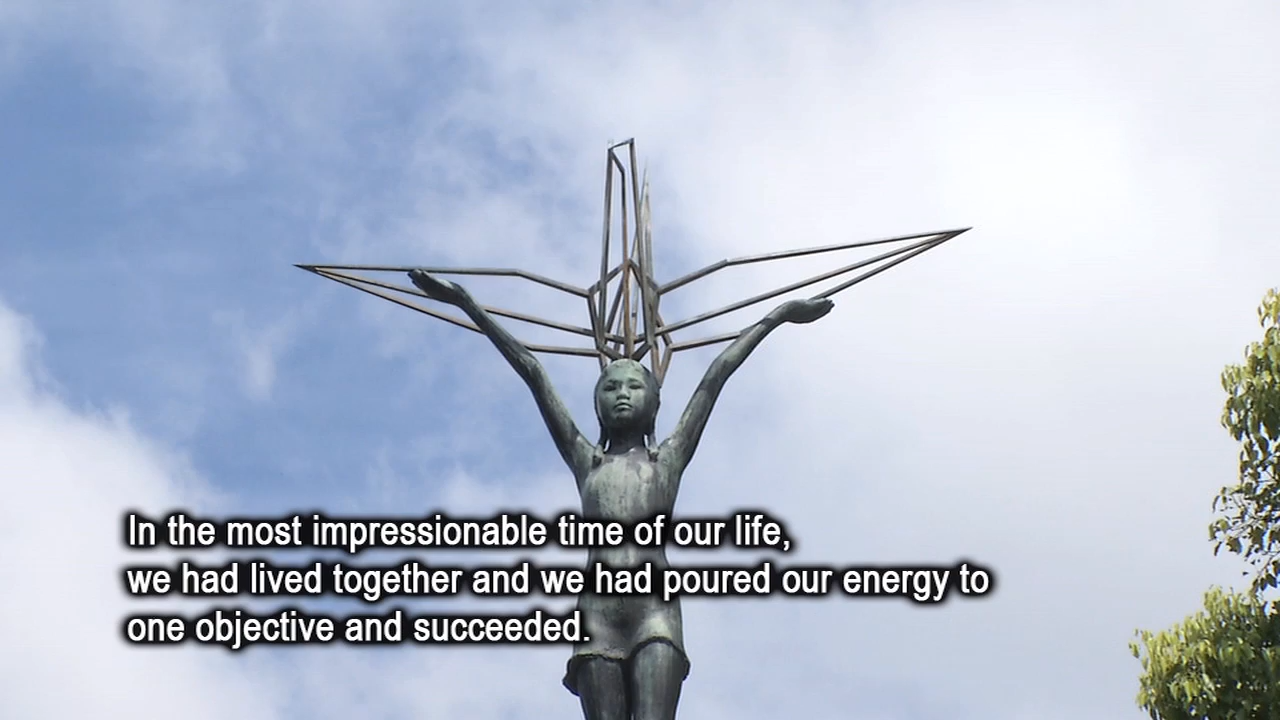 In the most impressionable time of our life,
we had lived together and we had poured our energy to
one objective and succeeded.